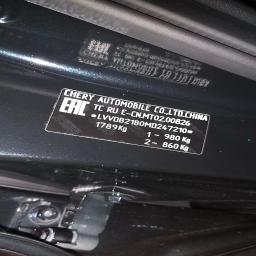 CHERY AUTOMOBILE CO.,LTD.CHINA
EAC TC RU E-CN.MT02.00826
*LVVDB21B0MD247210*
1789Kg
1- 980 Kg
2- 860 Kg